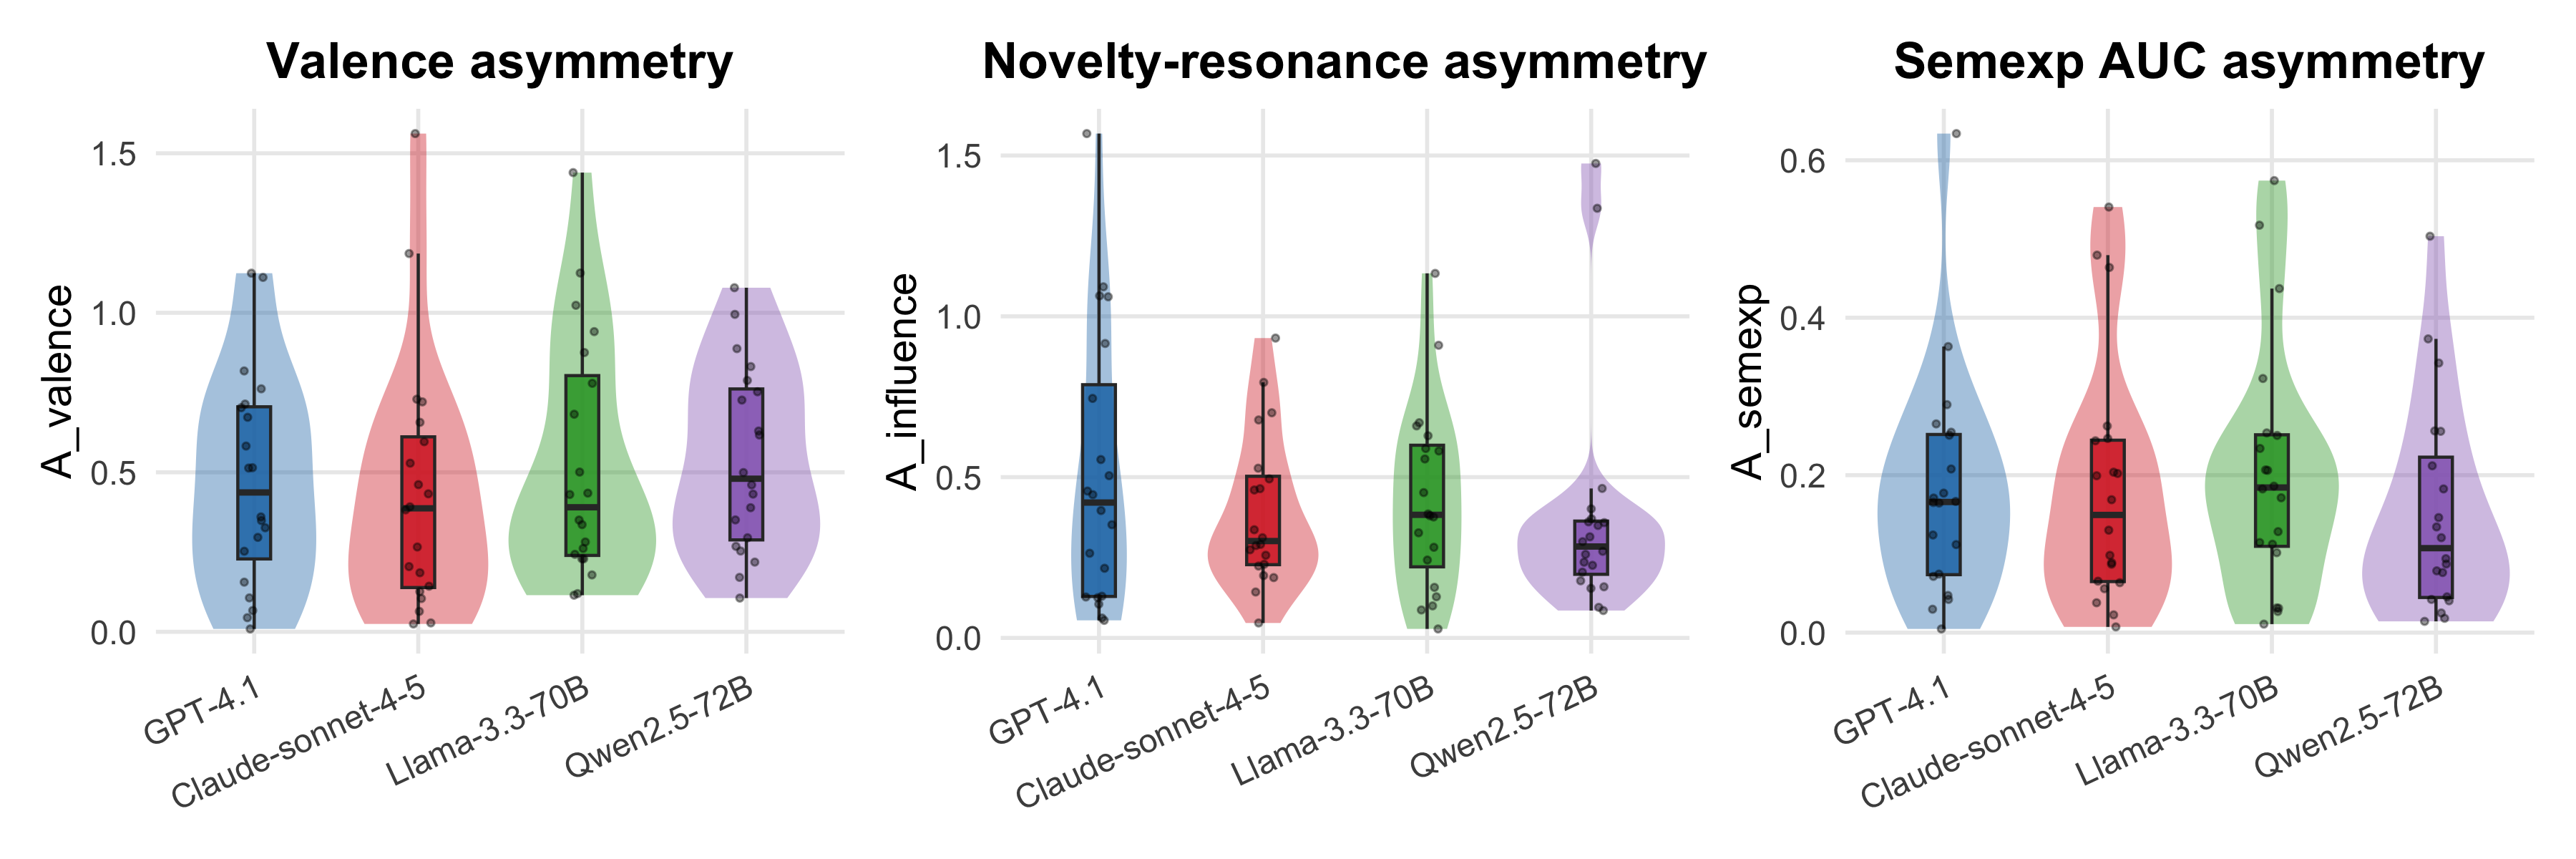 Valence asymmetry
A_valence
1.5
1.0
0.5
0.0
GPT-4.1
Claude-sonnet-4-5
Llama-3.3-70B
Qwen2.5-72B
Novelty-resonance asymmetry
A_influence
1.5
1.0
0.5
0.0
GPT-4.1
Claude-sonnet-4-5
Llama-3.3-70B
Qwen2.5-72B
Semexp AUC asymmetry
A_semexp
0.6
0.4
0.2
0.0
GPT-4.1
Claude-sonnet-4-5
Llama-3.3-70B
Qwen2.5-72B